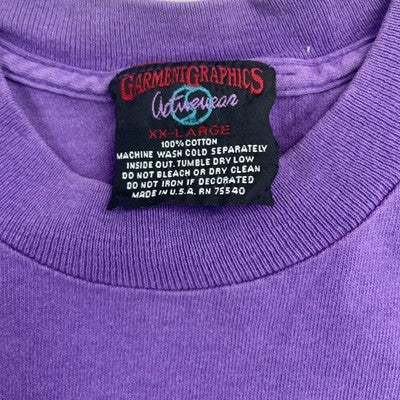 GARMENT GRAPHICS
Activewear
XX-LARGE
100% COTTON
MACHINE WASH COLD SEPARATELY
INSIDE OUT. TUMBLE DRY LOW
DO NOT BLEACH OR DRY CLEAN
DO NOT IRON IF DECORATED
MADE IN U.S.A. RN 75540